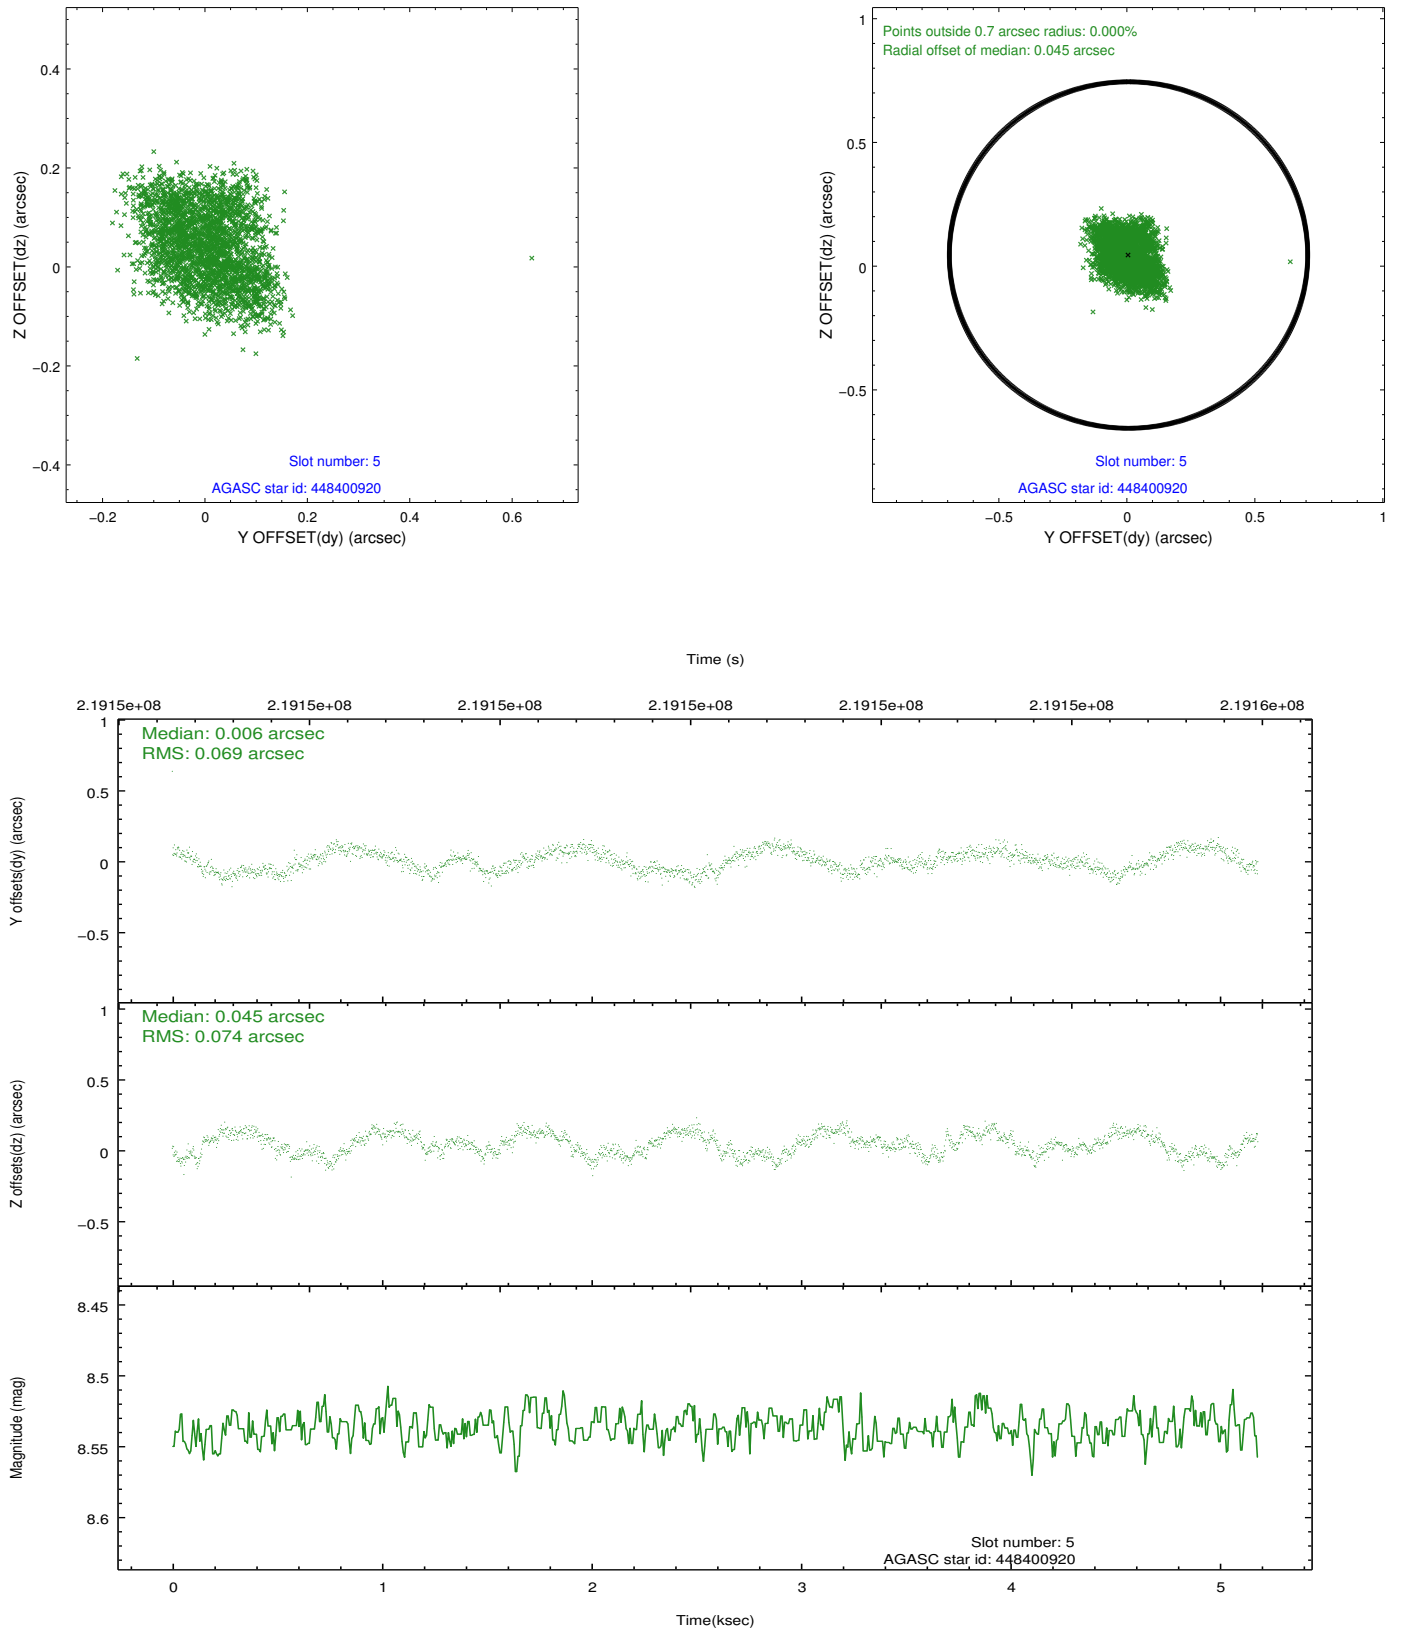 0.4
0.2
0
−0.2
−0.4
Z OFFSET(dz) (arcsec)
Slot number: 5
AGASC star id: 448400920
−0.2 0 0.2 0.4 0.6
Y OFFSET(dy) (arcsec)
Points outside 0.7 arcsec radius: 0.000%
Radial offset of median: 0.045 arcsec
1
0.5
0
−0.5
Z OFFSET(dz) (arcsec)
Slot number: 5
AGASC star id: 448400920
−0.5 0 0.5 1
Y OFFSET(dy) (arcsec)
Time (s)
2.1915e+08 2.1915e+08 2.1915e+08 2.1915e+08 2.1915e+08 2.1915e+08 2.1916e+08
Median: 0.006 arcsec
RMS: 0.069 arcsec
1
0.5
0
−0.5
Y offsets(dy) (arcsec)
Median: 0.045 arcsec
RMS: 0.074 arcsec
1
0.5
0
−0.5
Z offsets(dz) (arcsec)
8.45
8.5
8.55
8.6
Magnitude (mag)
Slot number: 5
AGASC star id: 448400920
0 1 2 3 4 5
Time(ksec)